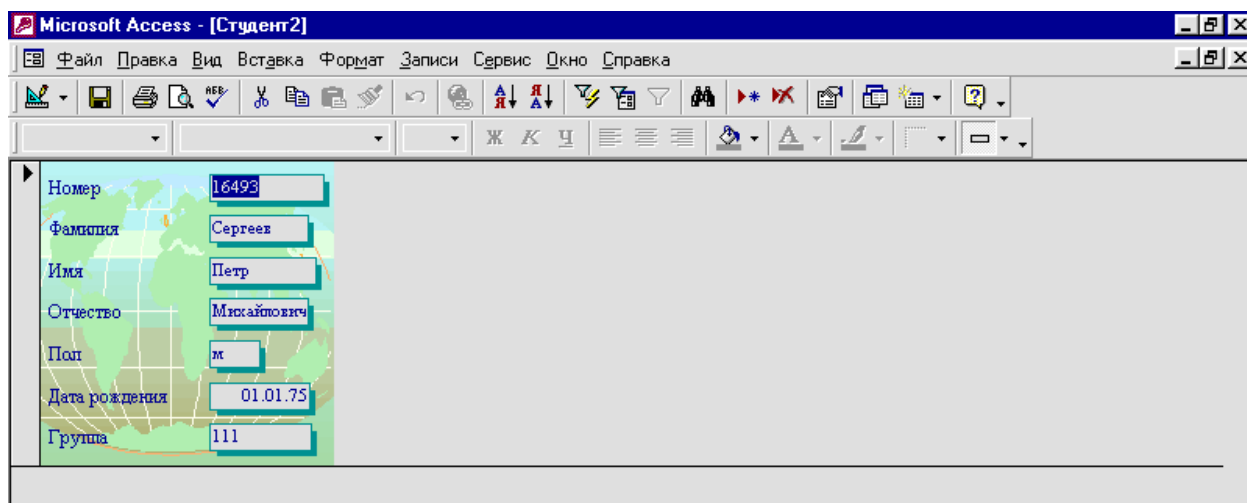 Microsoft Access - [Студент2]
Файл Правка Вид Вставка Формат Записи Сервис Окно Справка
Ж К Ч
Номер 16493
Фамилия Сергеев
Имя Петр
Отчество Михайлович
Пол м
Дата рождения 01.01.75
Группа 111